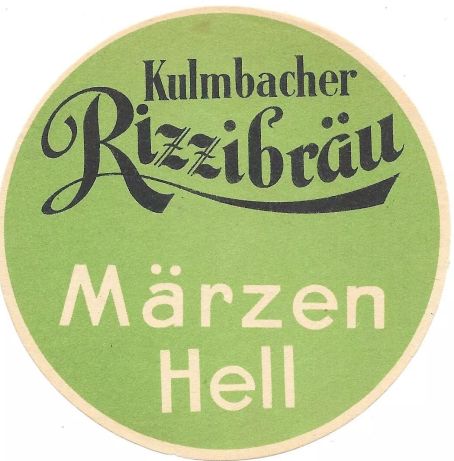 Kulmbacher
Rizzibräu
Märzen
Hell